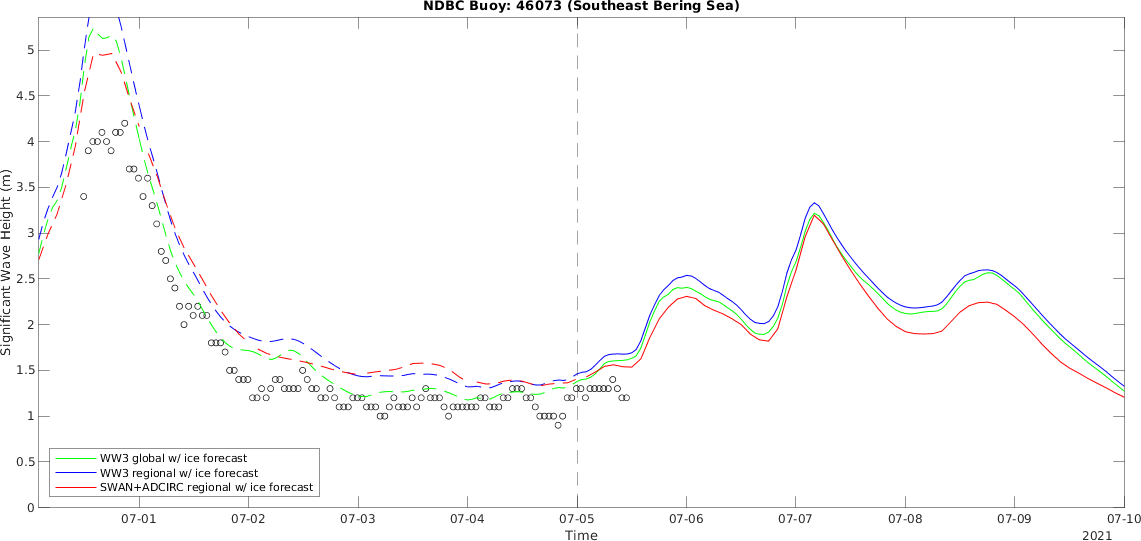 NDBC Buoy: 46073 (Southeast Bering Sea)
5
4.5
4
3.5
3
2.5
2
1.5
1
0.5
0
Significant Wave Height (m)
WW3 global w/ ice forecast
WW3 regional w/ ice forecast
SWAN+ADCIRC regional w/ ice forecast
07-01 07-02 07-03 07-04 07-05 07-06 07-07 07-08 07-09 07-10
Time
2021